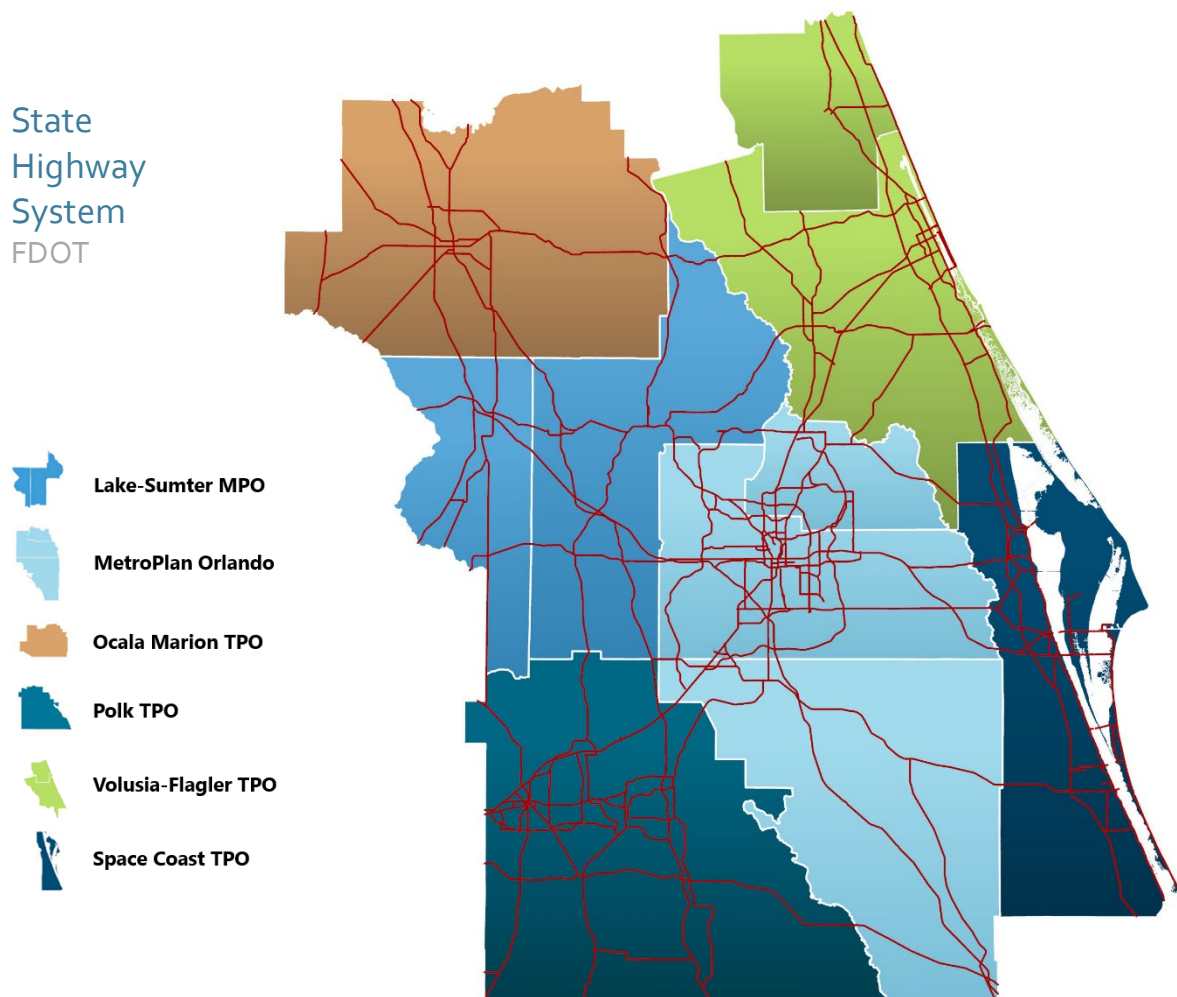 State
Highway
System
FDOT
Lake-Sumter MPO
MetroPlan Orlando
Ocala Marion TPO
Polk TPO
Volusia-Flagler TPO
Space Coast TPO